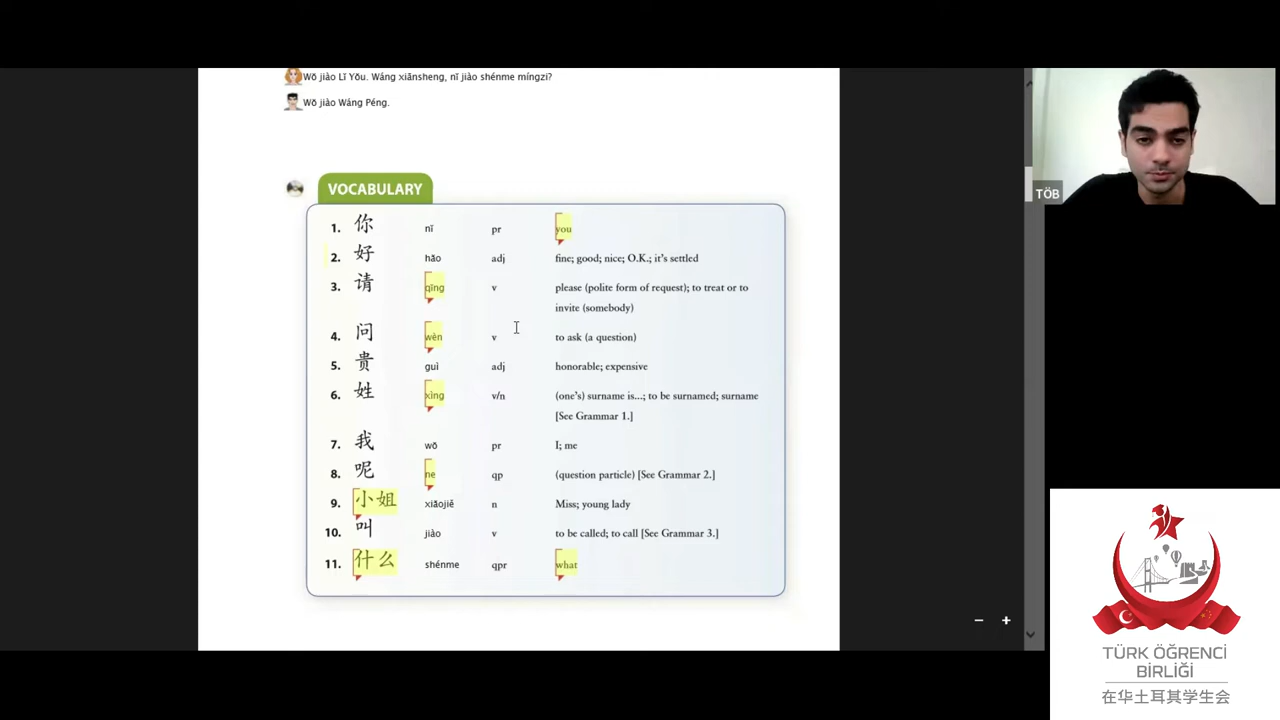 Wǒ jiào Lǐ Yǒu. Wáng xiānsheng, nǐ jiào shénme míngzi?
Wǒ jiào Wáng Péng.
VOCABULARY
1. 你 nǐ pr you
2. 好 hǎo adj fine; good; nice; O.K.; it's settled
3. 请 qǐng v please (polite form of request); to treat or to
invite (somebody)
4. 问 wèn v to ask (a question)
5. 贵 guì adj honorable; expensive
6. 姓 xìng v/n (one's) surname is...; to be surnamed; surname
[See Grammar 1.]
7. 我 wǒ pr I; me
8. 呢 ne qp (question particle) [See Grammar 2.]
9. 小姐 xiǎojiě n Miss; young lady
10. 叫 jiào v to be called; to call [See Grammar 3.]
11. 什么 shénme qpr what
TÖB
TÜRK ÖĞRENCİ
BİRLİĞİ
在华土耳其学生会